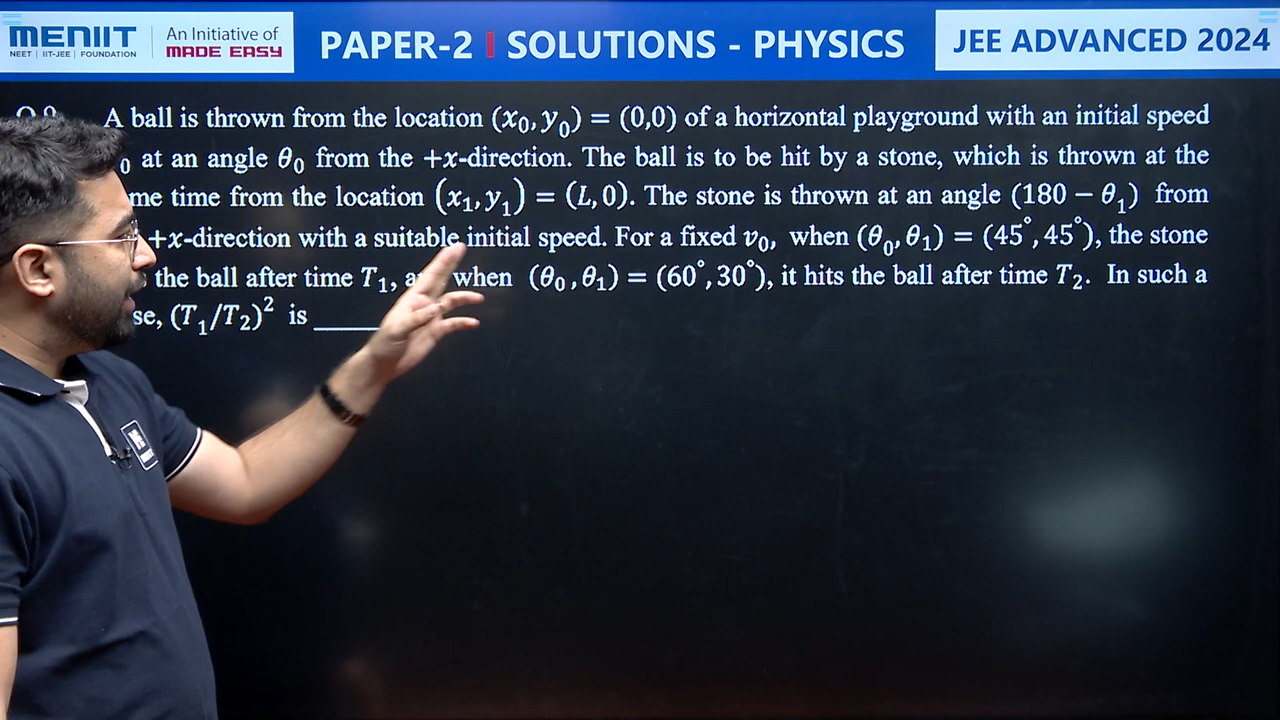 MENIIT
NEET | IIT-JEE | FOUNDATION
An Initiative of
MADE EASY
PAPER-2 | SOLUTIONS - PHYSICS
JEE ADVANCED 2024
A ball is thrown from the location (x₀, y₀) = (0,0) of a horizontal playground with an initial speed
₀ at an angle θ₀ from the +x-direction. The ball is to be hit by a stone, which is thrown at the
me time from the location (x₁, y₁) = (L, 0). The stone is thrown at an angle (180 − θ₁) from
+x-direction with a suitable initial speed. For a fixed v₀, when (θ₀, θ₁) = (45°, 45°), the stone
the ball after time T₁, a when (θ₀, θ₁) = (60°, 30°), it hits the ball after time T₂. In such a
se, (T₁/T₂)² is ______